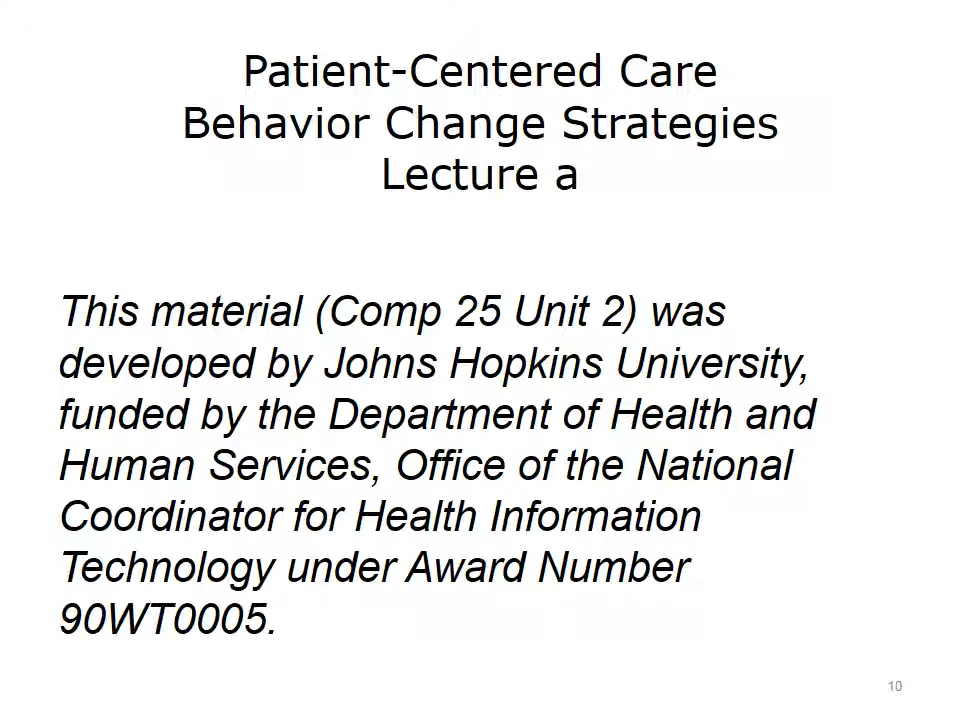 Patient-Centered Care
Behavior Change Strategies
Lecture a
This material (Comp 25 Unit 2) was
developed by Johns Hopkins University,
funded by the Department of Health and
Human Services, Office of the National
Coordinator for Health Information
Technology under Award Number
90WT0005.
10